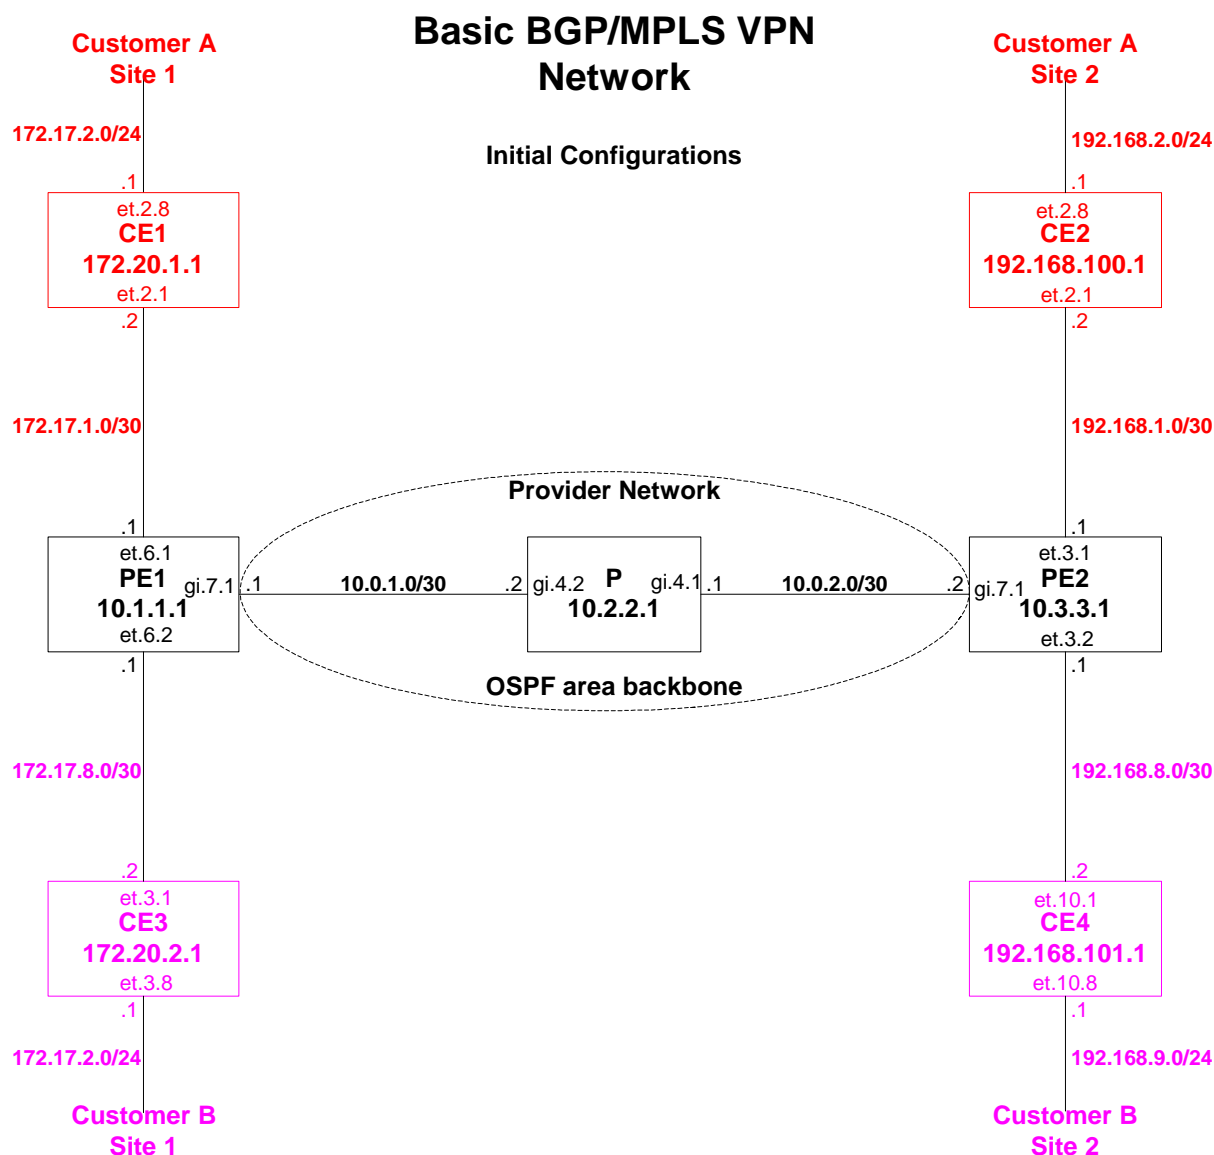 Basic BGP/MPLS VPN
Network
Customer A
Site 1
Customer A
Site 2
172.17.2.0/24
192.168.2.0/24
Initial Configurations
.1
.1
et.2.8
CE1
172.20.1.1
et.2.1
et.2.8
CE2
192.168.100.1
et.2.1
.2
.2
172.17.1.0/30
192.168.1.0/30
Provider Network
.1
.1
et.6.1
PE1
10.1.1.1
et.6.2
gi.7.1
.1
10.0.1.0/30
.2
gi.4.2
P
10.2.2.1
gi.4.1
.1
10.0.2.0/30
.2
gi.7.1
et.3.1
PE2
10.3.3.1
et.3.2
.1
.1
OSPF area backbone
172.17.8.0/30
192.168.8.0/30
.2
.2
et.3.1
CE3
172.20.2.1
et.3.8
et.10.1
CE4
192.168.101.1
et.10.8
.1
.1
172.17.2.0/24
192.168.9.0/24
Customer B
Site 1
Customer B
Site 2